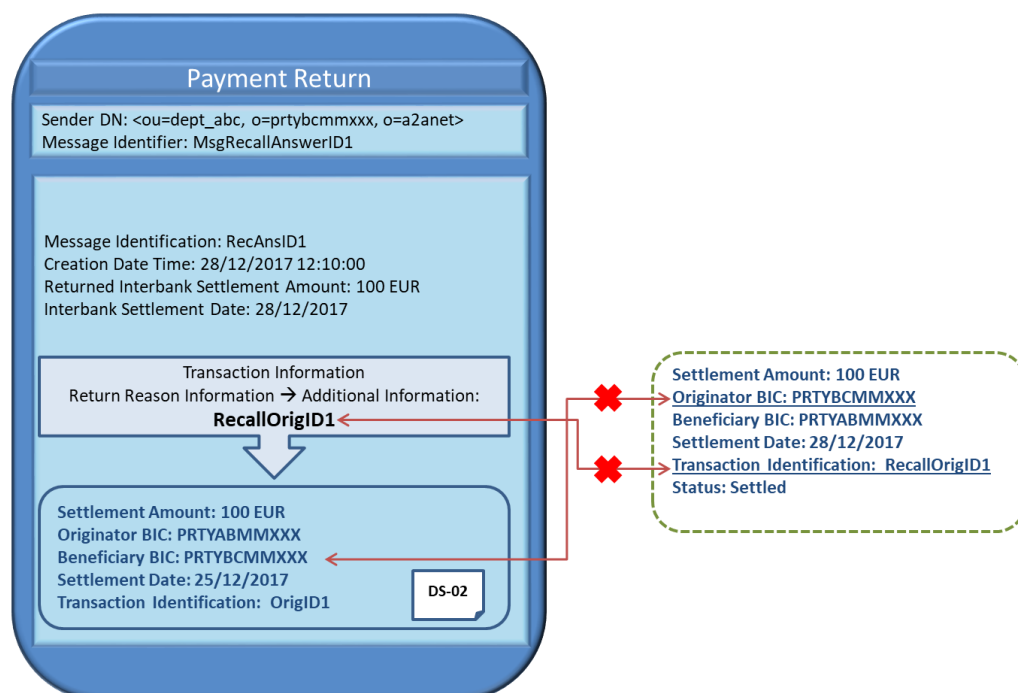 Payment Return
Sender DN: <ou=dept_abc, o=prtybcmmxxx, o=a2anet>
Message Identifier: MsgRecallAnswerID1
Message Identification: RecAnsID1
Creation Date Time: 28/12/2017 12:10:00
Returned Interbank Settlement Amount: 100 EUR
Interbank Settlement Date: 28/12/2017
Transaction Information
Return Reason Information → Additional Information:
RecallOrigID1
Settlement Amount: 100 EUR
Originator BIC: PRTYABMMXXX
Beneficiary BIC: PRTYBCMMXXX
Settlement Date: 25/12/2017
Transaction Identification: OrigID1
DS-02
Settlement Amount: 100 EUR
Originator BIC: PRTYBCMMXXX
Beneficiary BIC: PRTYABMMXXX
Settlement Date: 28/12/2017
Transaction Identification: RecallOrigID1
Status: Settled